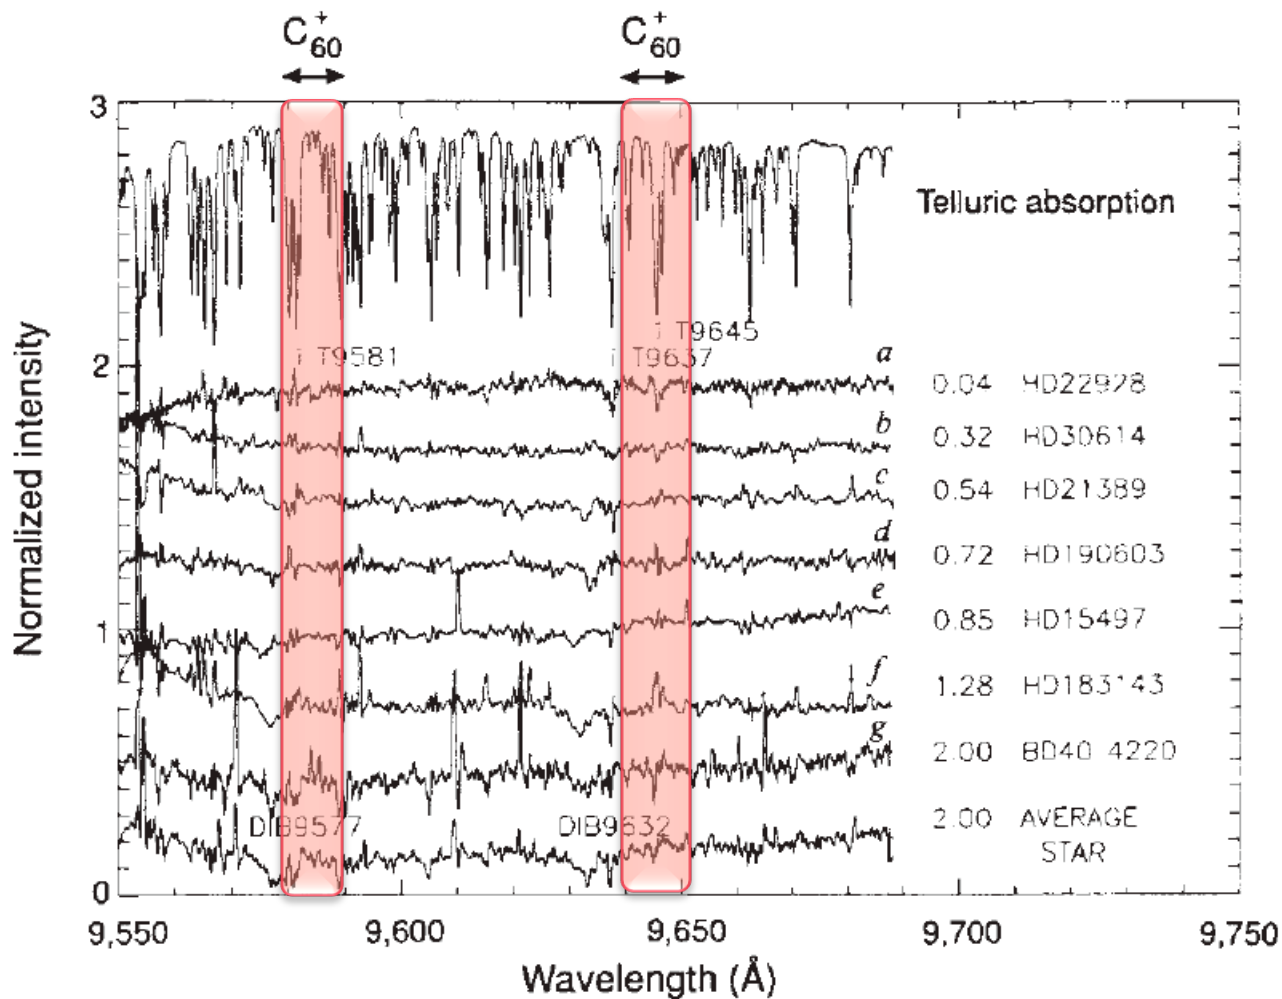 C60+ C60+
3
Telluric absorption
T9645
T9581 T9637
2
a
0.04 HD22928
b
0.32 HD30614
c
0.54 HD21389
d
0.72 HD190603
e
1
0.85 HD15497
f
1.28 HD183143
g
2.00 BD40 4220
DIB9577 DIB9632
2.00 AVERAGE
STAR
0
9,550 9,600 9,650 9,700 9,750
Wavelength (Å)
Normalized intensity